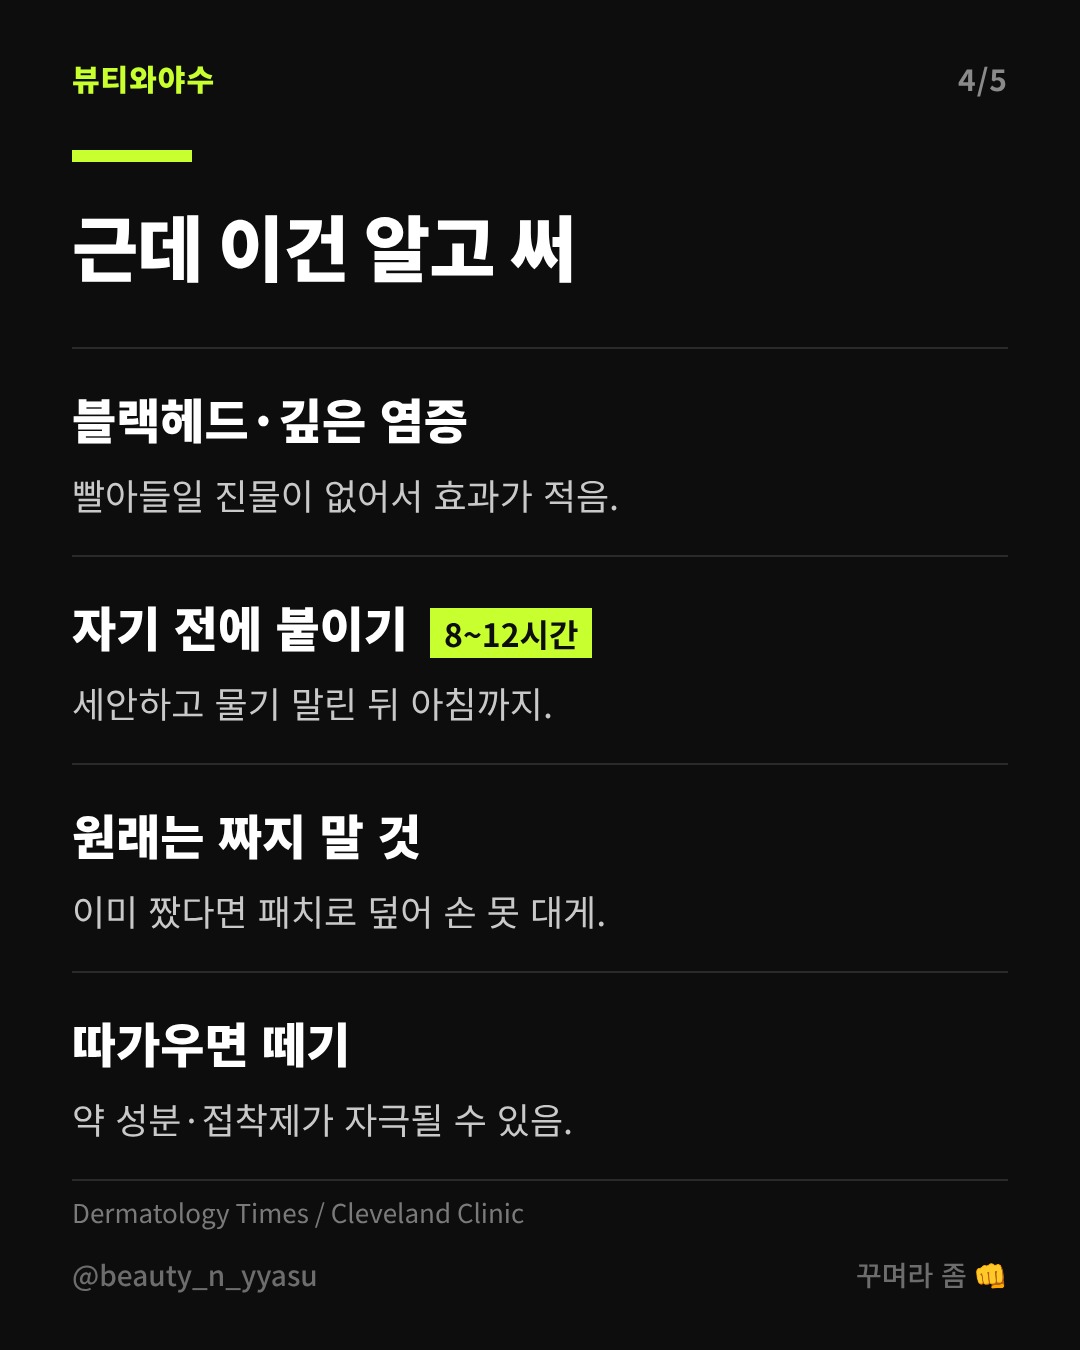 뷰티와야수
4/5
근데 이건 알고 써
블랙헤드·깊은 염증
빨아들일 진물이 없어서 효과가 적음.
자기 전에 붙이기 8~12시간
세안하고 물기 말린 뒤 아침까지.
원래는 짜지 말 것
이미 짰다면 패치로 덮어 손 못 대게.
따가우면 떼기
약 성분·접착제가 자극될 수 있음.
Dermatology Times / Cleveland Clinic
@beauty_n_yyasu
꾸며라 좀 👊